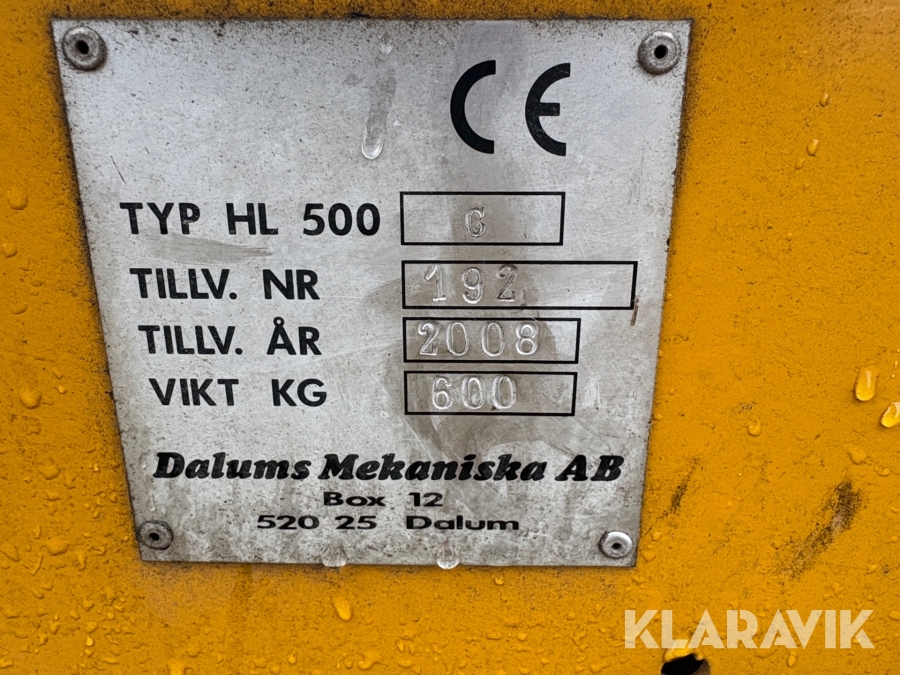 CE
TYP HL 500 G
TILLV. NR 192
TILLV. ÅR 2008
VIKT KG 600
Dalums Mekaniska AB
Box 12
520 25 Dalum
KLARAVIK